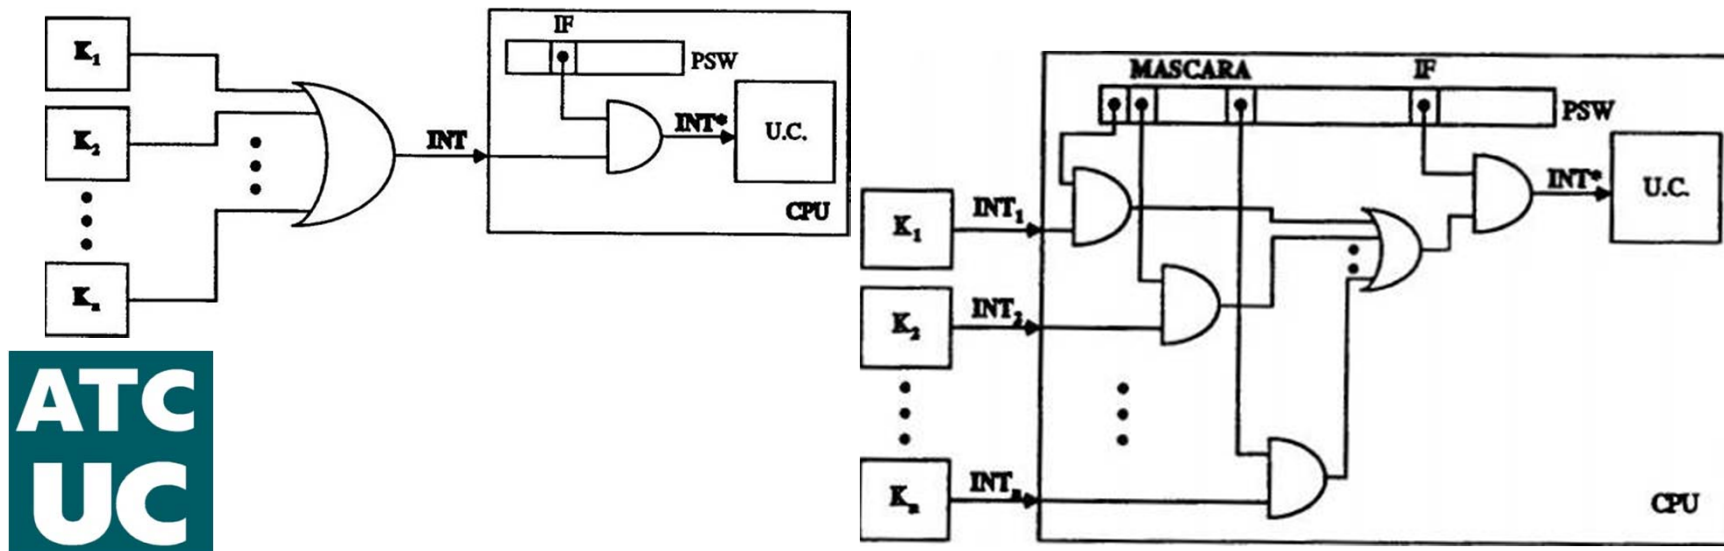 K₁
K₂
Kₙ
INT
IF
PSW
INT*
U.C.
CPU
ATC
UC
MASCARA
IF
PSW
INT*
U.C.
K₁
INT₁
K₂
INT₂
Kₙ
INTₙ
CPU